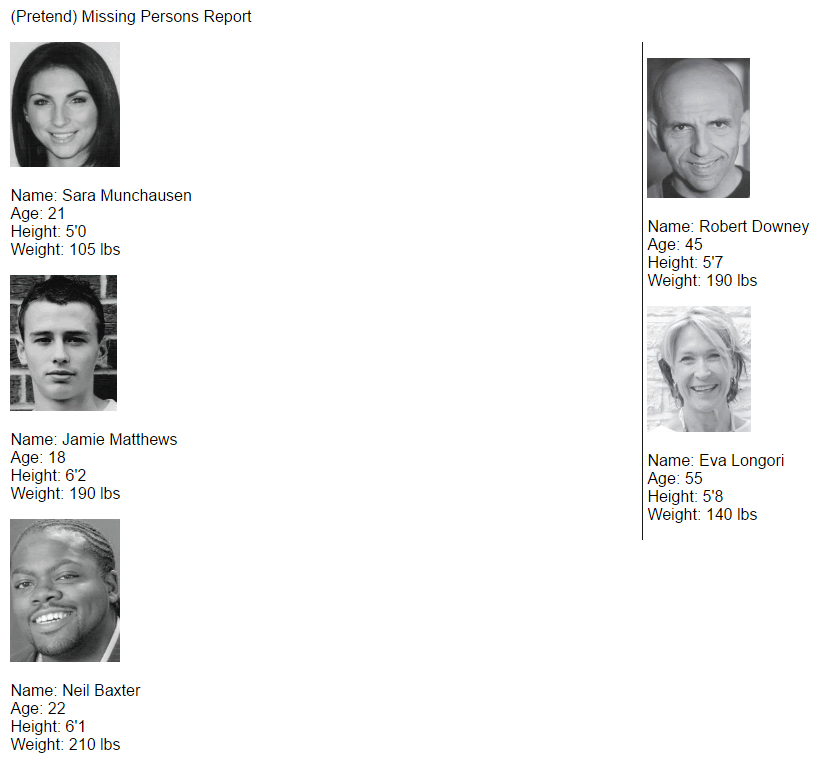 (Pretend) Missing Persons Report
Name: Sara Munchausen
Age: 21
Height: 5'0
Weight: 105 lbs
Name: Jamie Matthews
Age: 18
Height: 6'2
Weight: 190 lbs
Name: Neil Baxter
Age: 22
Height: 6'1
Weight: 210 lbs
Name: Robert Downey
Age: 45
Height: 5'7
Weight: 190 lbs
Name: Eva Longori
Age: 55
Height: 5'8
Weight: 140 lbs